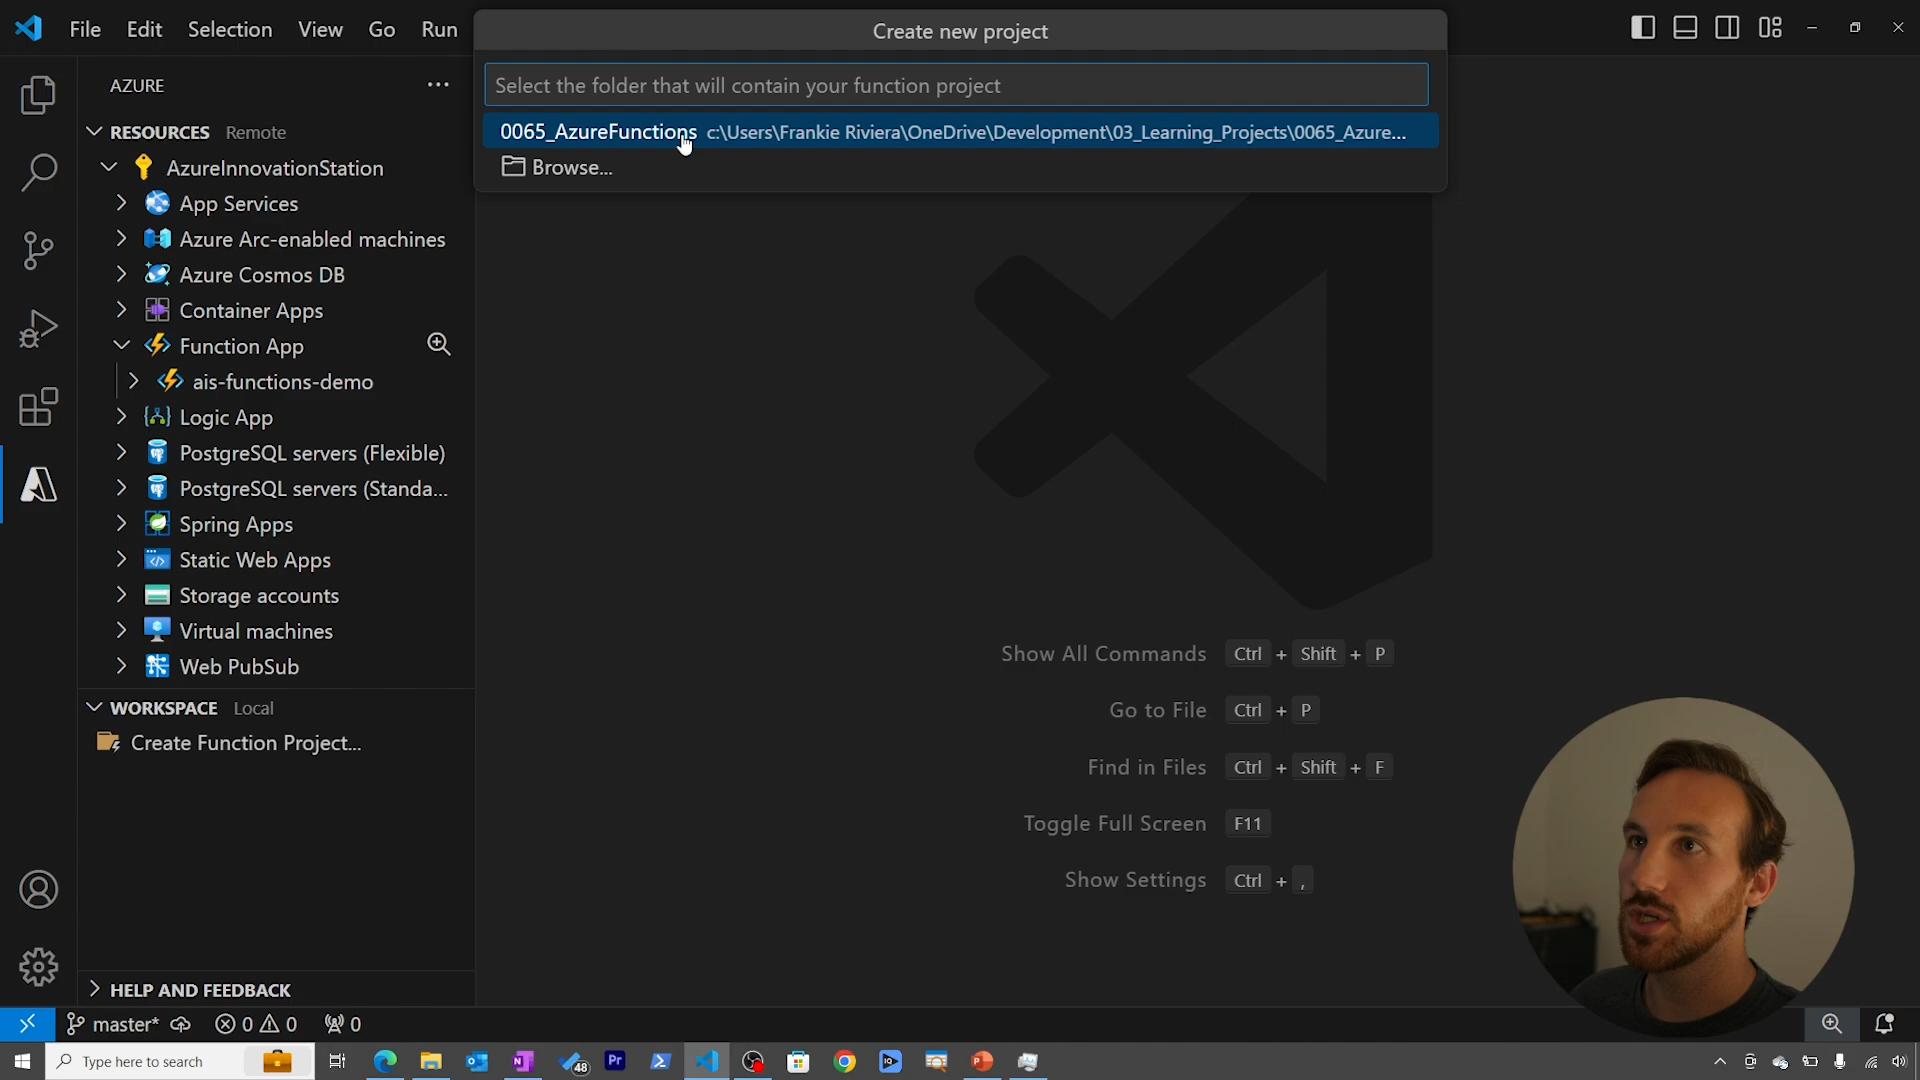 File Edit Selection View Go Run
Create new project
Select the folder that will contain your function project
0065_AzureFunctions c:\Users\Frankie Riviera\OneDrive\Development\03_Learning_Projects\0065_Azure...
Browse...
AZURE
RESOURCES Remote
AzureInnovationStation
App Services
Azure Arc-enabled machines
Azure Cosmos DB
Container Apps
Function App
ais-functions-demo
Logic App
PostgreSQL servers (Flexible)
PostgreSQL servers (Standa...
Spring Apps
Static Web Apps
Storage accounts
Virtual machines
Web PubSub
WORKSPACE Local
Create Function Project...
HELP AND FEEDBACK
Show All Commands Ctrl + Shift + P
Go to File Ctrl + P
Find in Files Ctrl + Shift + F
Toggle Full Screen F11
Show Settings Ctrl + ,
master* 0 0 0
Type here to search
48
Pr